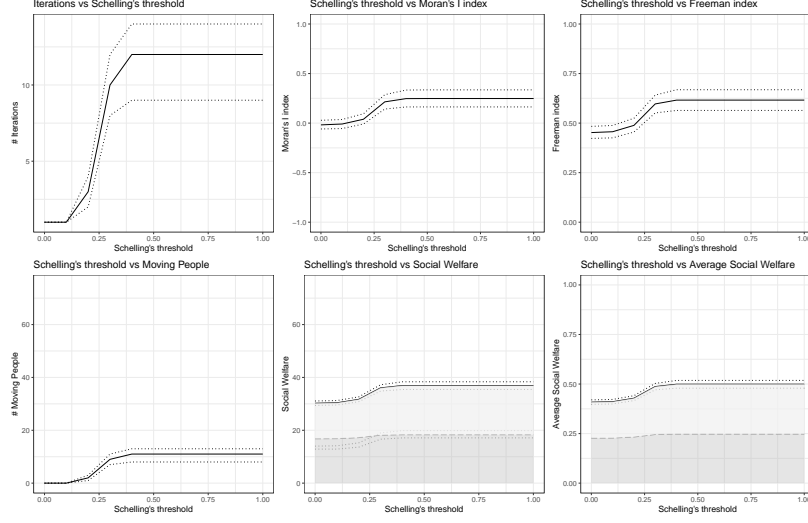 Iterations vs Schelling's threshold
# Iterations
10
5
0.00 0.25 0.50 0.75 1.00
Schelling's threshold
Schelling's threshold vs Moran's I index
Moran's I index
1.0
0.5
0.0
−0.5
−1.0
0.00 0.25 0.50 0.75 1.00
Schelling's threshold
Schelling's threshold vs Freeman index
Freeman index
1.00
0.75
0.50
0.25
0.00
0.00 0.25 0.50 0.75 1.00
Schelling's threshold
Schelling's threshold vs Moving People
# Moving People
60
40
20
0
0.00 0.25 0.50 0.75 1.00
Schelling's threshold
Schelling's threshold vs Social Welfare
Social Welfare
60
40
20
0
0.00 0.25 0.50 0.75 1.00
Schelling's threshold
Schelling's threshold vs Average Social Welfare
Average Social Welfare
1.00
0.75
0.50
0.25
0.00
0.00 0.25 0.50 0.75 1.00
Schelling's threshold